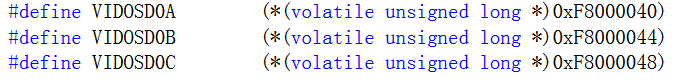 #define VIDOSD0A (*(volatile unsigned long *)0xF8000040)
#define VIDOSD0B (*(volatile unsigned long *)0xF8000044)
#define VIDOSD0C (*(volatile unsigned long *)0xF8000048)